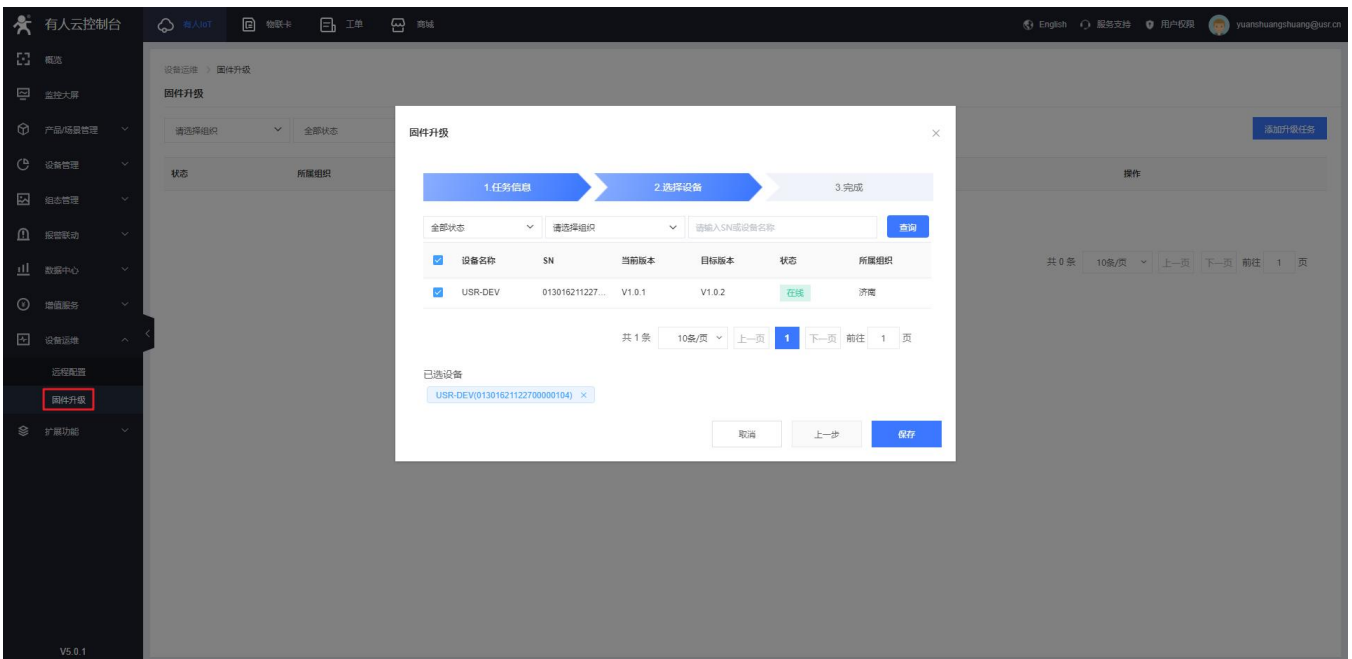 有人云控制台
有人IoT 物联卡 工单 商城
English 服务支持 用户权限 yuanshuangshuang@usr.cn
概览
监控大屏
产品/场景管理
设备管理
组态管理
报警联动
数据中心
增值服务
设备运维
远程配置
固件升级
扩展功能
V5.0.1
设备运维 > 固件升级
固件升级
请选择组织 全部状态
添加升级任务
状态 所属组织 操作
共 0 条 10条/页 上一页 下一页 前往 1 页
固件升级
1.任务信息 2.选择设备 3.完成
全部状态 请选择组织 请输入SN或设备名称 查询
设备名称 SN 当前版本 目标版本 状态 所属组织
USR-DEV 013016211227... V1.0.1 V1.0.2 在线 济南
共 1 条 10条/页 上一页 1 下一页 前往 1 页
已选设备
USR-DEV(01301621122700000104) ×
取消 上一步 保存